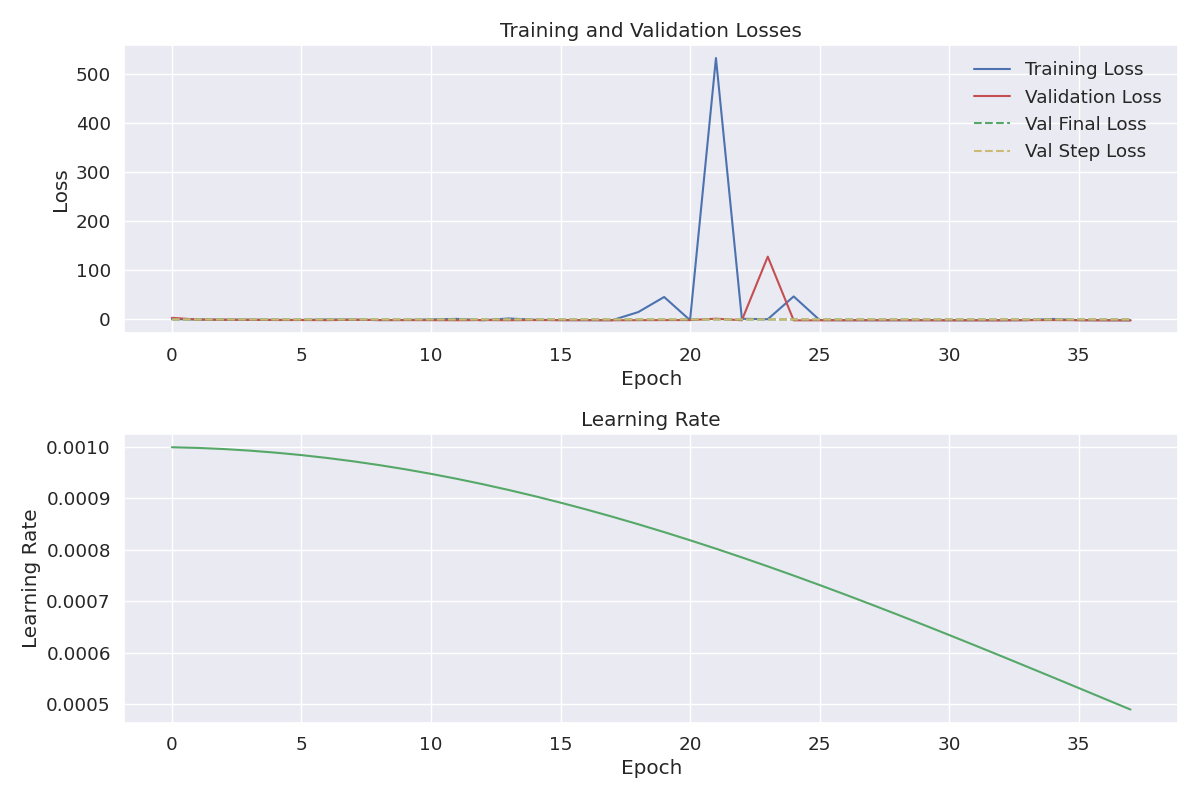 Training and Validation Losses
500
400
300
200
100
0
Loss
Training Loss
Validation Loss
Val Final Loss
Val Step Loss
0 5 10 15 20 25 30 35
Epoch
Learning Rate
0.0010
0.0009
0.0008
0.0007
0.0006
0.0005
Learning Rate
0 5 10 15 20 25 30 35
Epoch